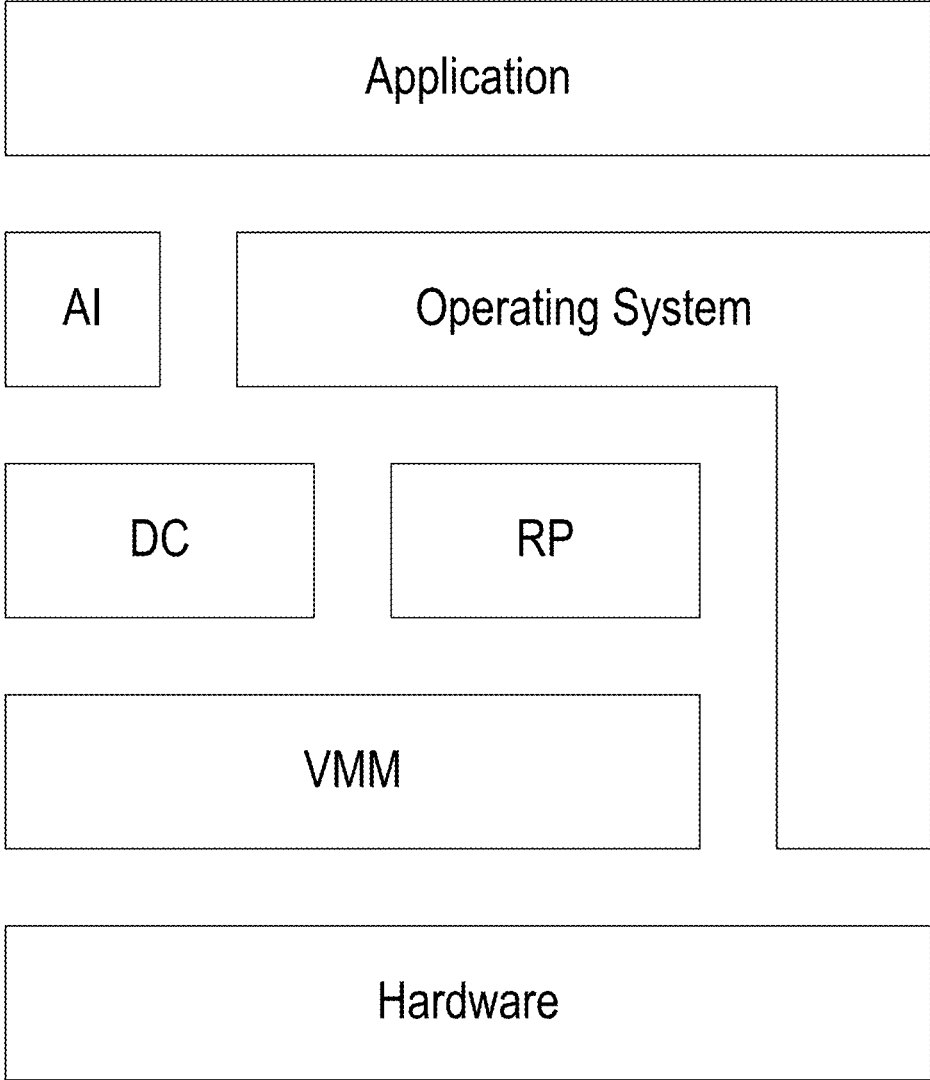 Application
AI
Operating System
DC
RP
VMM
Hardware